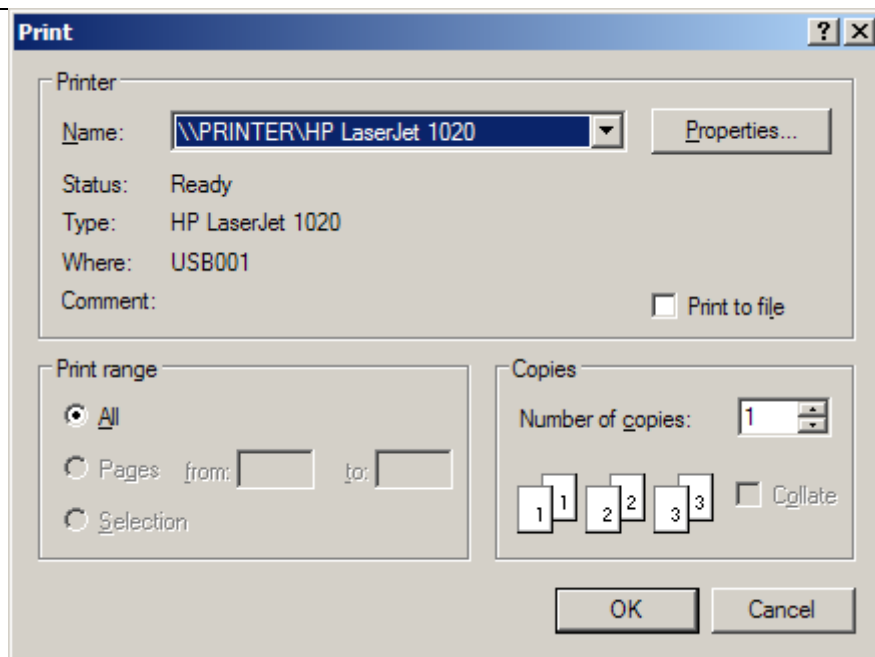 Print
Printer
Name: \\PRINTER\HP LaserJet 1020 Properties...
Status: Ready
Type: HP LaserJet 1020
Where: USB001
Comment:
Print to file
Print range
All
Pages from: to:
Selection
Copies
Number of copies: 1
1 1 2 2 3 3
Collate
OK Cancel